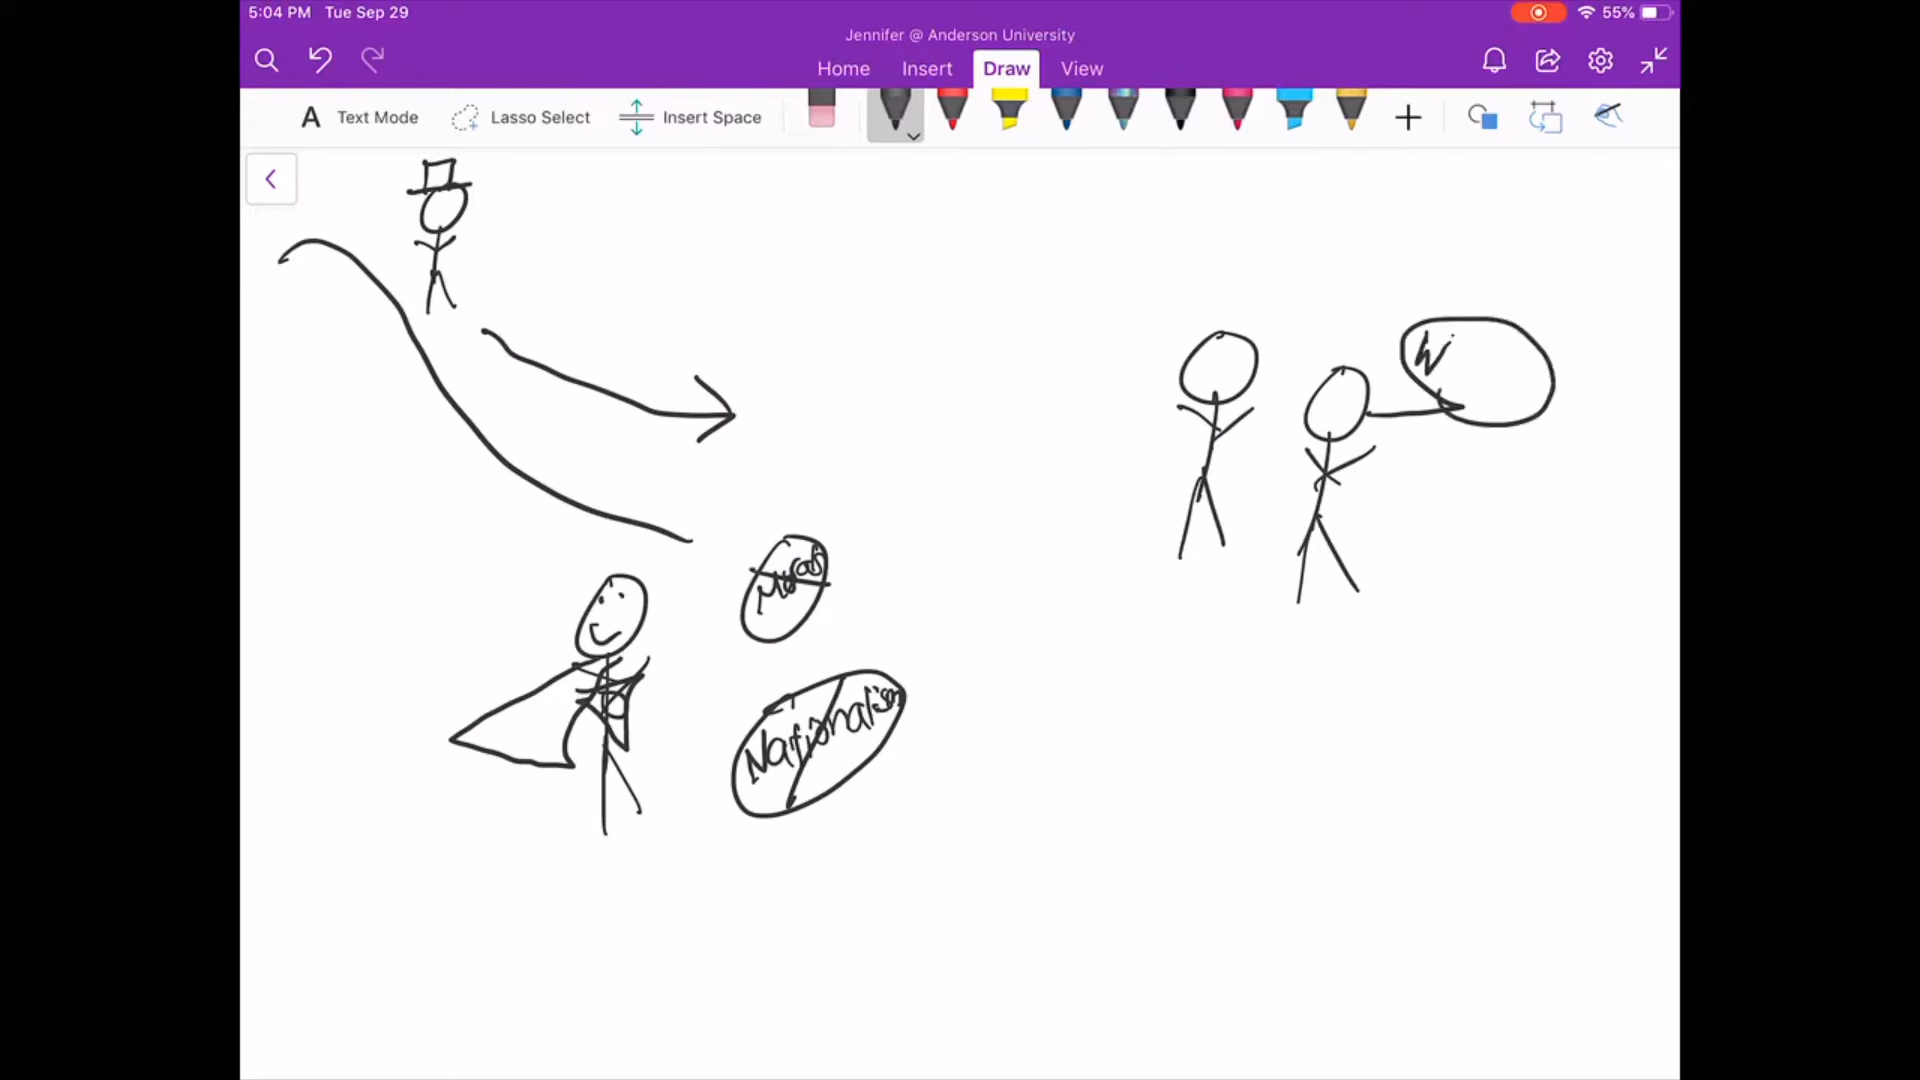 5:04 PM Tue Sep 29
55%
Jennifer @ Anderson University
Home Insert Draw View
A Text Mode Lasso Select Insert Space
W
Morals
Nationalism